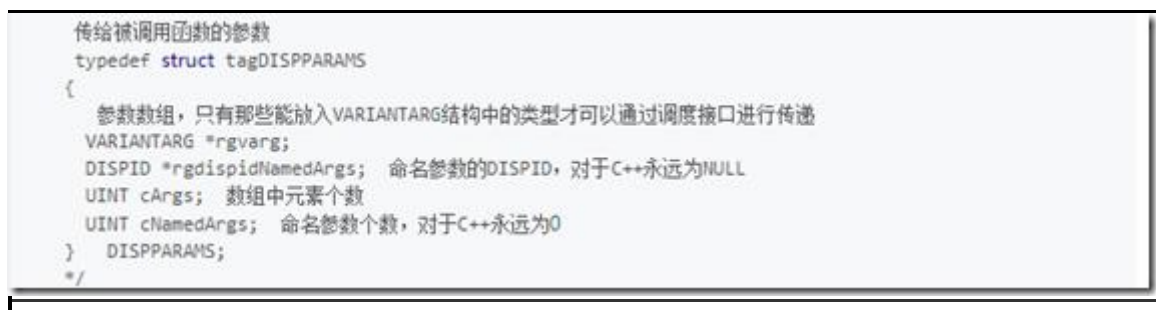 传给被调用函数的参数
typedef struct tagDISPPARAMS
{
参数数组，只有那些能放入VARIANTARG结构中的类型才可以通过调度接口进行传递
VARIANTARG *rgvarg;
DISPID *rgdispidNamedArgs; 命名参数的DISPID，对于C++永远为NULL
UINT cArgs; 数组中元素个数
UINT cNamedArgs; 命名参数个数，对于C++永远为0
} DISPPARAMS;
*/